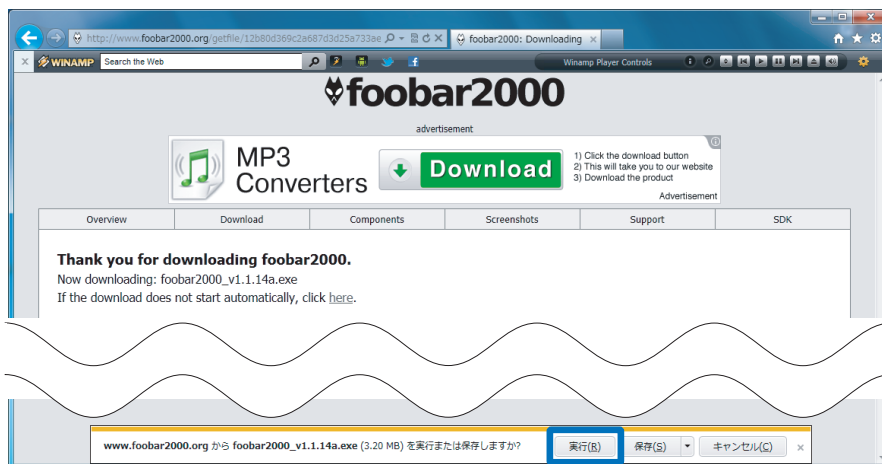 http://www.foobar2000.org/getfile/12b80d369c2a687d3d25a733ae
foobar2000: Downloading
WINAMP Search the Web Winamp Player Controls
foobar2000
advertisement
MP3
Converters
Download
1) Click the download button
2) This will take you to our website
3) Download the product
Advertisement
Overview Download Components Screenshots Support SDK
Thank you for downloading foobar2000.
Now downloading: foobar2000_v1.1.14a.exe
If the download does not start automatically, click here.
www.foobar2000.org から foobar2000_v1.1.14a.exe (3.20 MB) を実行または保存しますか? 実行(R) 保存(S) キャンセル(C)